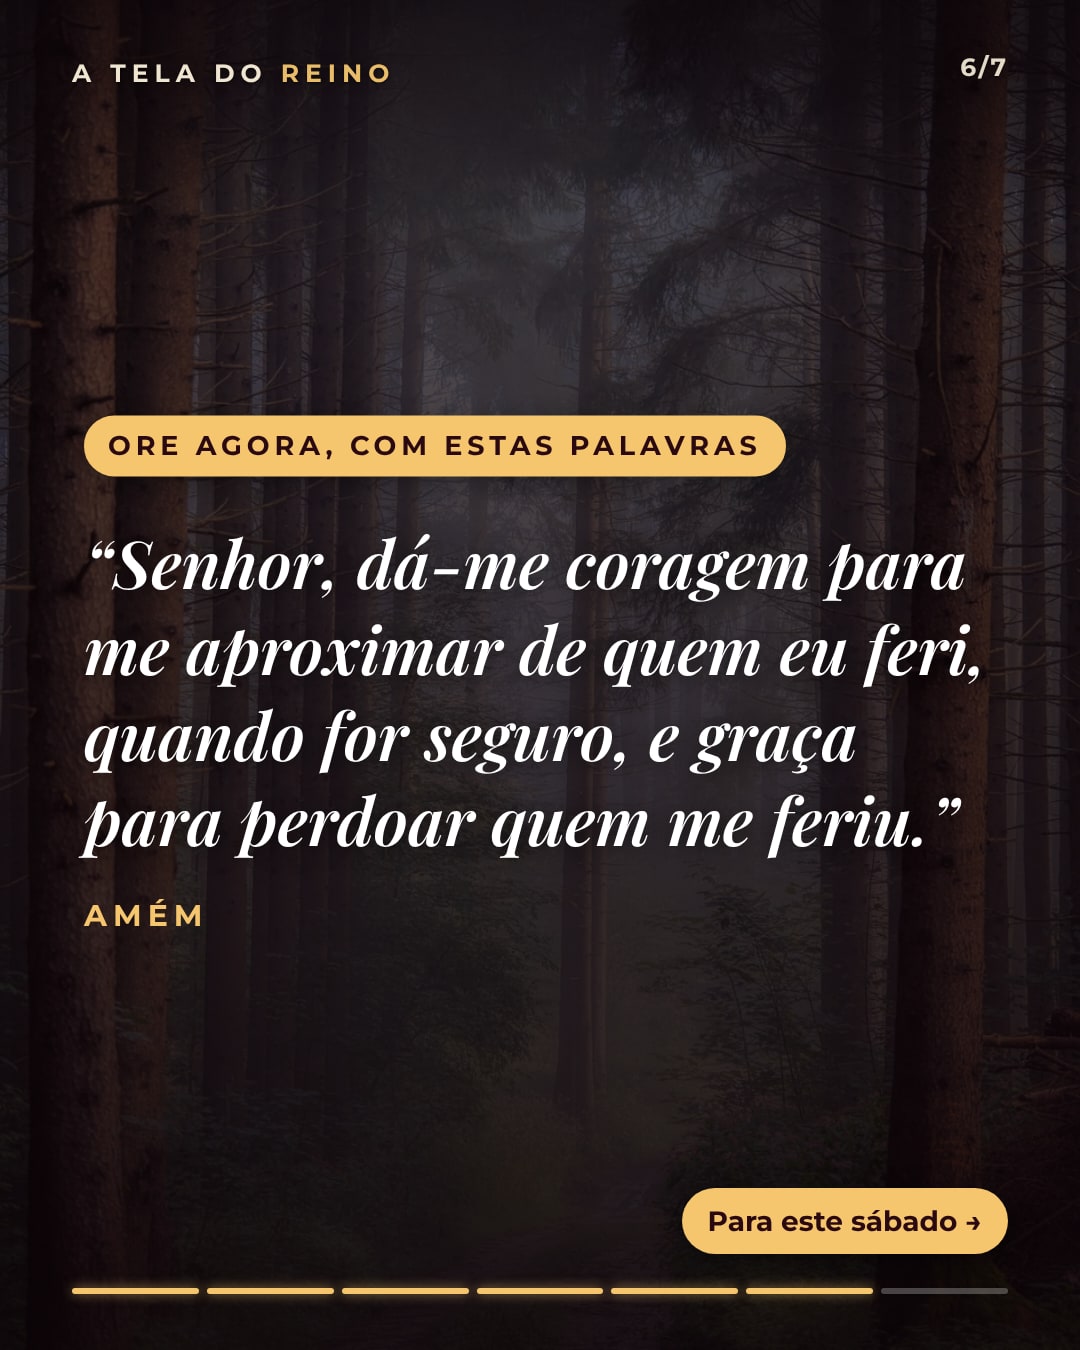 A TELA DO REINO
6/7
ORE AGORA, COM ESTAS PALAVRAS
“Senhor, dá-me coragem para
me aproximar de quem eu feri,
quando for seguro, e graça
para perdoar quem me feriu.”
AMÉM
Para este sábado →